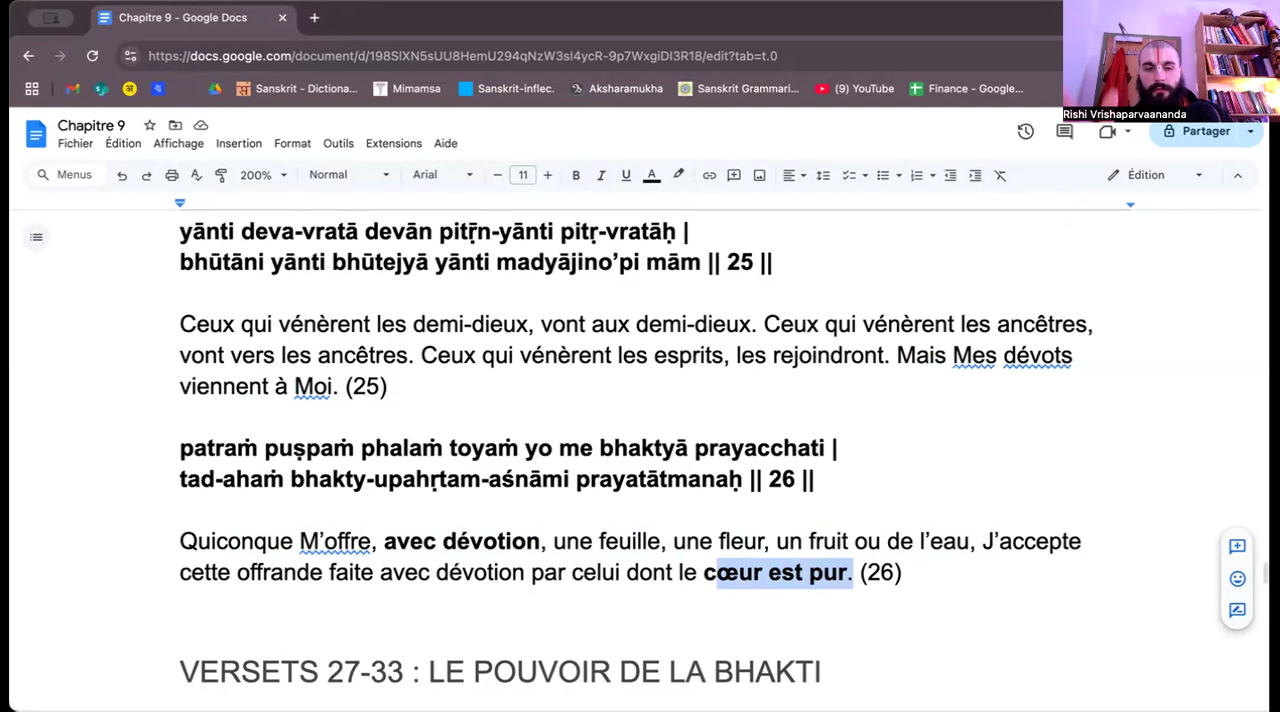 Chapitre 9 - Google Docs
https://docs.google.com/document/d/198SlXN5sUU8HemU294qNzW3sl4ycR-9p7WxgiDI3R18/edit?tab=t.0
Sanskrit - Dictiona... Mimamsa Sanskrit-inflec. Aksharamukha Sanskrit Grammari... (9) YouTube Finance - Google...
Rishi Vrishaparvaananda
Chapitre 9
Partager
Fichier Édition Affichage Insertion Format Outils Extensions Aide
Menus 200% Normal Arial 11 B I U A Édition
yānti deva-vratā devān pitṝn-yānti pitṛ-vratāḥ |
bhūtāni yānti bhūtejyā yānti madyājino’pi mām || 25 ||
Ceux qui vénèrent les demi-dieux, vont aux demi-dieux. Ceux qui vénèrent les ancêtres,
vont vers les ancêtres. Ceux qui vénèrent les esprits, les rejoindront. Mais Mes dévots
viennent à Moi. (25)
patraṁ puṣpaṁ phalaṁ toyaṁ yo me bhaktyā prayacchati |
tad-ahaṁ bhakty-upahṛtam-aśnāmi prayatātmanaḥ || 26 ||
Quiconque M’offre, avec dévotion, une feuille, une fleur, un fruit ou de l’eau, J’accepte
cette offrande faite avec dévotion par celui dont le cœur est pur. (26)
VERSETS 27-33 : LE POUVOIR DE LA BHAKTI